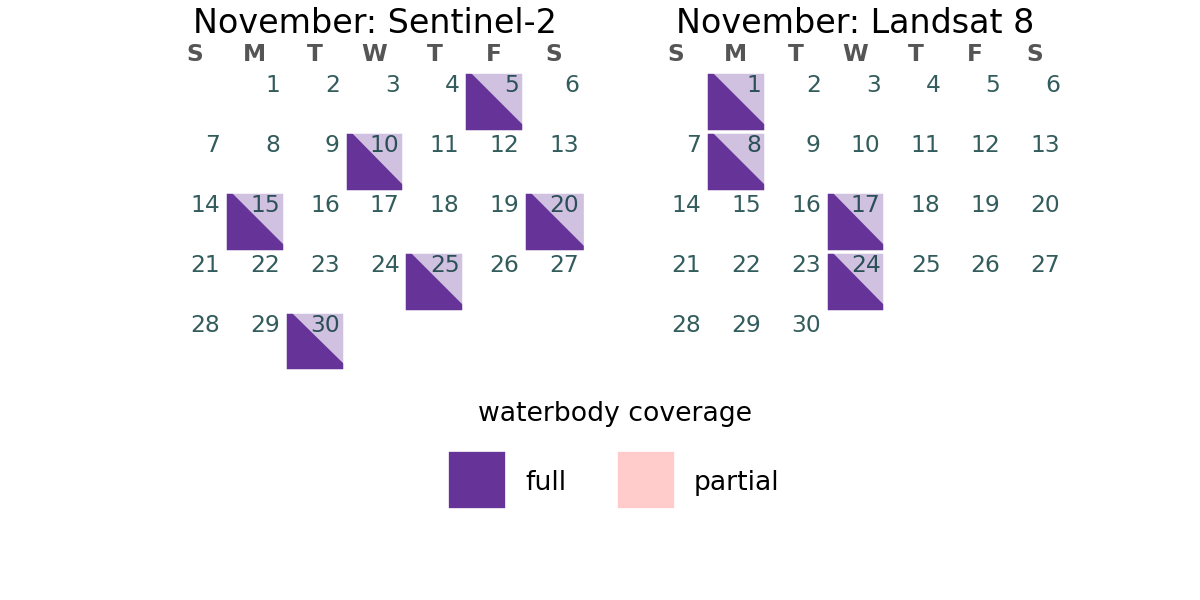 November: Sentinel-2
S M T W T F S
1 2 3 4 5 6
7 8 9 10 11 12 13
14 15 16 17 18 19 20
21 22 23 24 25 26 27
28 29 30
November: Landsat 8
S M T W T F S
1 2 3 4 5 6
7 8 9 10 11 12 13
14 15 16 17 18 19 20
21 22 23 24 25 26 27
28 29 30
waterbody coverage
full partial